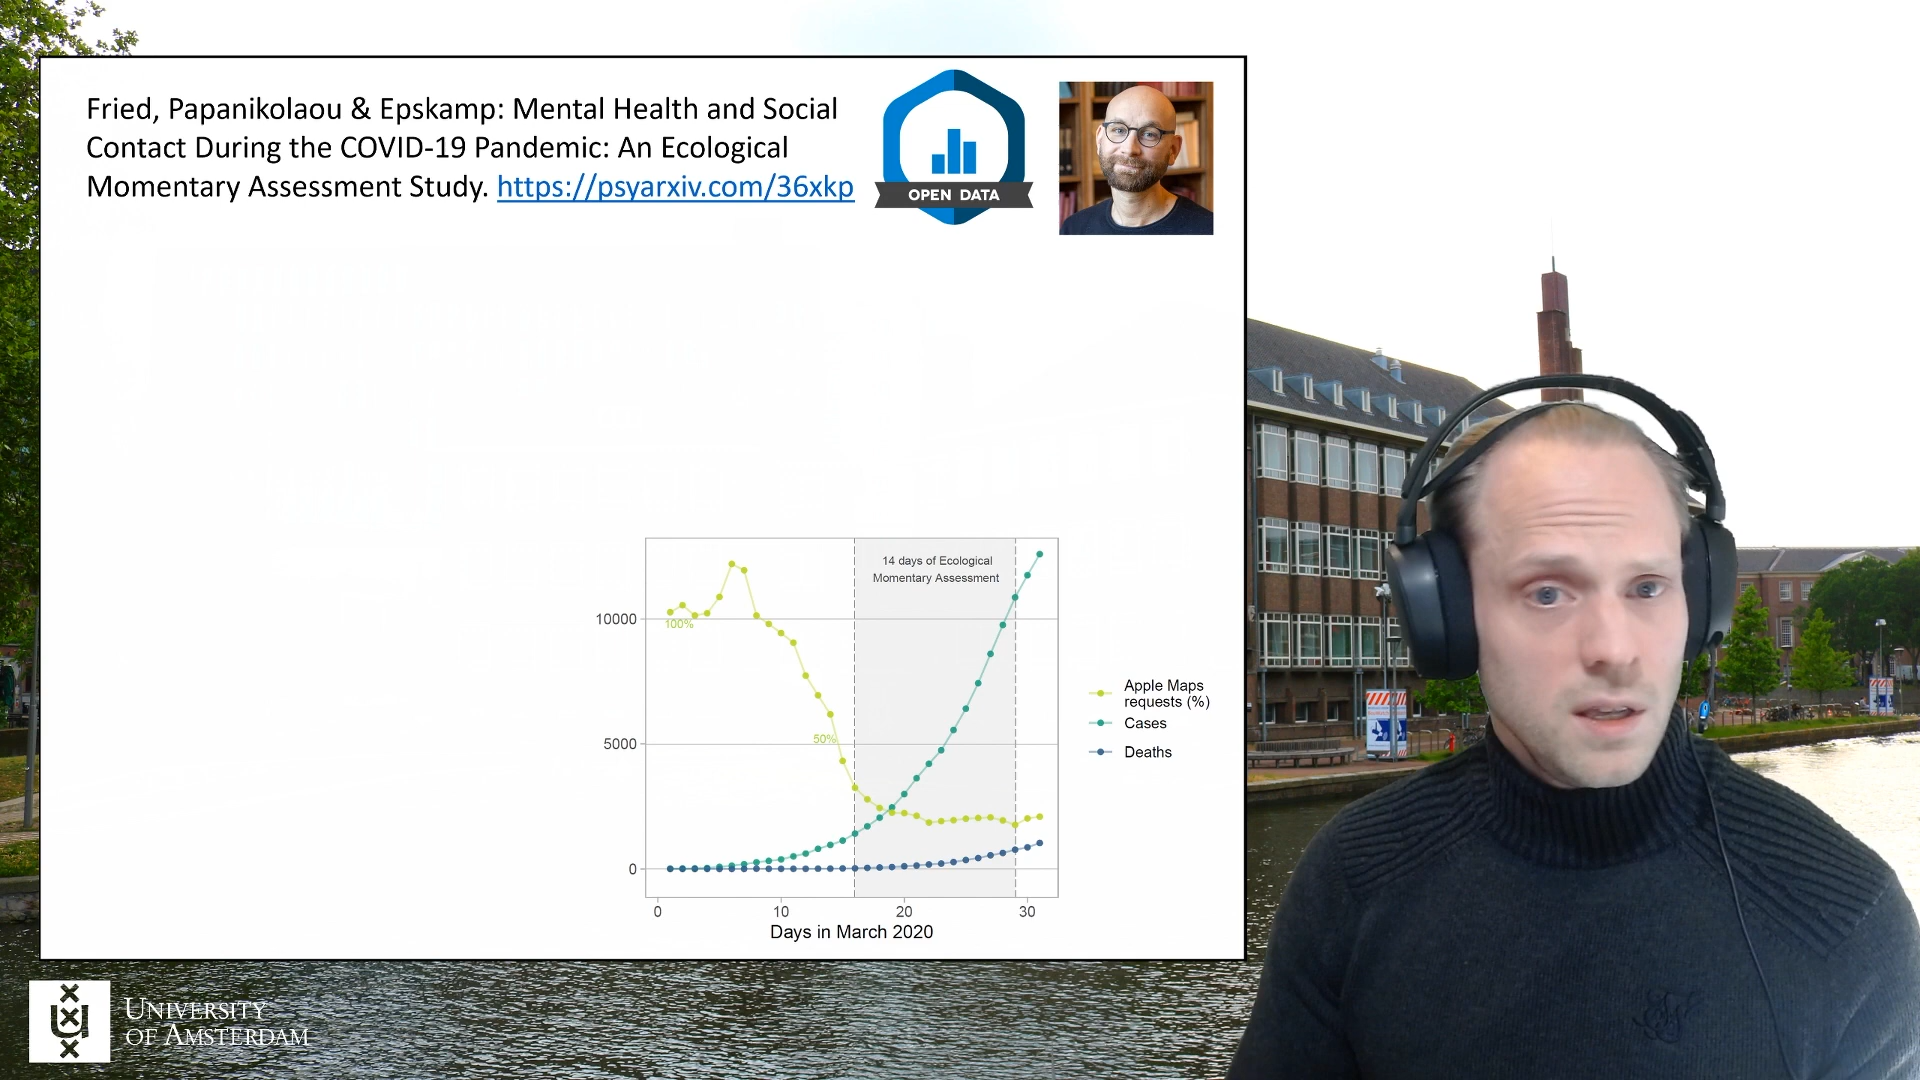 Fried, Papanikolaou & Epskamp: Mental Health and Social
Contact During the COVID-19 Pandemic: An Ecological
Momentary Assessment Study. https://psyarxiv.com/36xkp
OPEN DATA
14 days of Ecological
Momentary Assessment
100%
50%
10000
5000
0
0
10
20
30
Days in March 2020
Apple Maps
requests (%)
Cases
Deaths
UNIVERSITY
OF AMSTERDAM